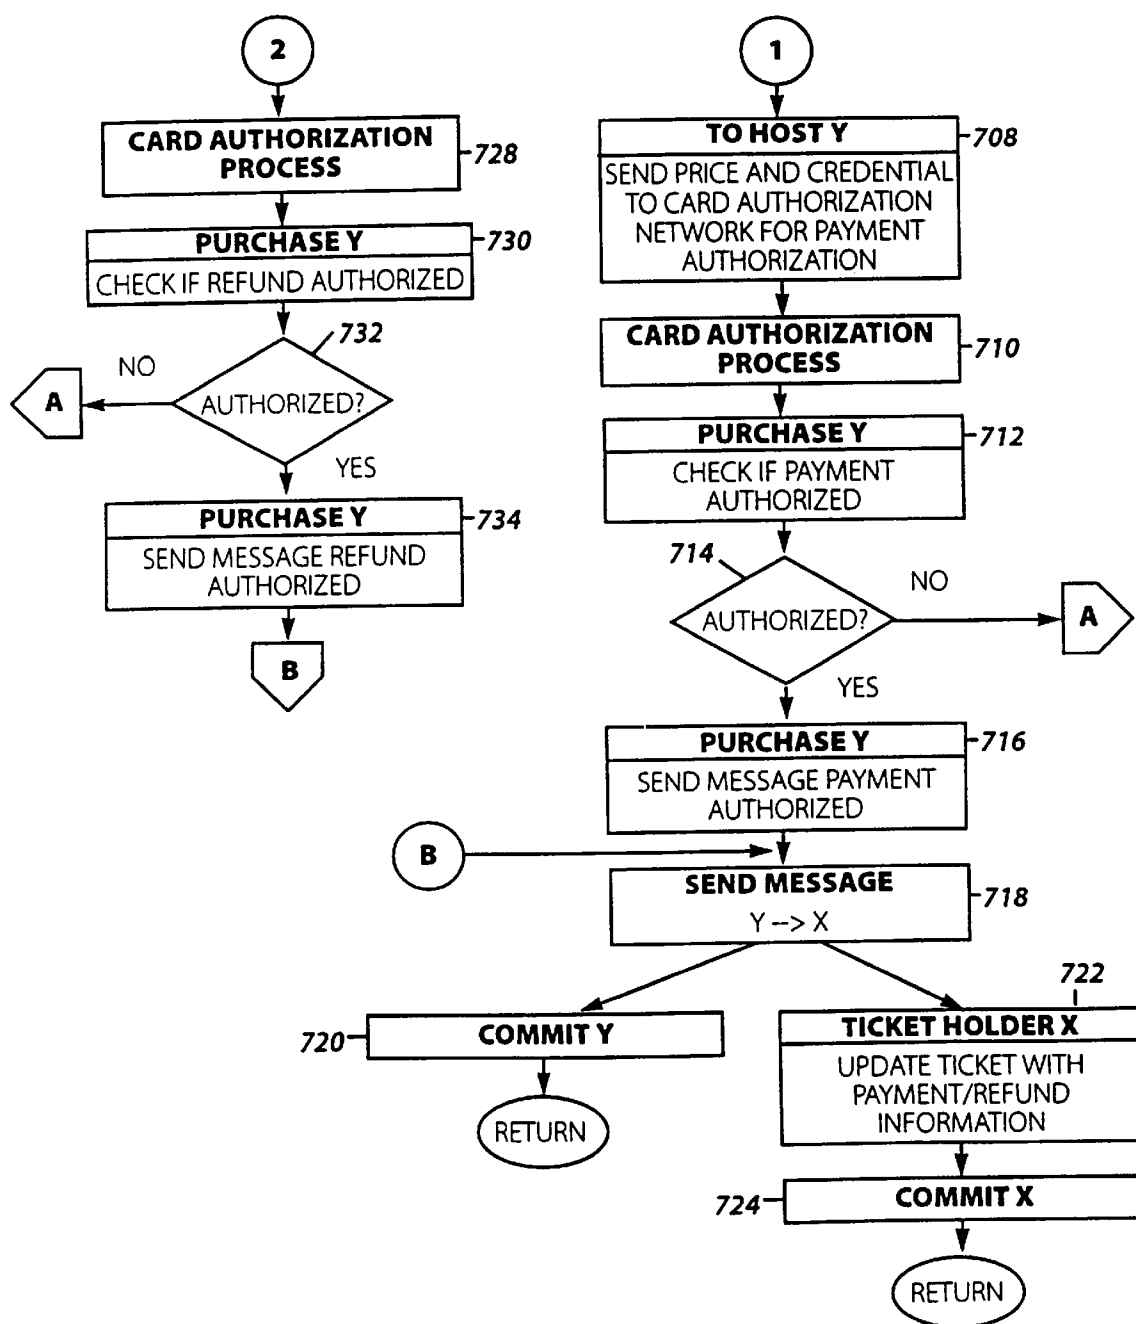 2
CARD AUTHORIZATION
PROCESS
728
PURCHASE Y
730
CHECK IF REFUND AUTHORIZED
732
NO
A
AUTHORIZED?
YES
PURCHASE Y
734
SEND MESSAGE REFUND
AUTHORIZED
B
1
TO HOST Y
708
SEND PRICE AND CREDENTIAL
TO CARD AUTHORIZATION
NETWORK FOR PAYMENT
AUTHORIZATION
CARD AUTHORIZATION
PROCESS
710
PURCHASE Y
712
CHECK IF PAYMENT
AUTHORIZED
714
NO
AUTHORIZED?
A
YES
PURCHASE Y
716
SEND MESSAGE PAYMENT
AUTHORIZED
B
SEND MESSAGE
718
Y --> X
720
COMMIT Y
RETURN
722
TICKET HOLDER X
UPDATE TICKET WITH
PAYMENT/REFUND
INFORMATION
724
COMMIT X
RETURN